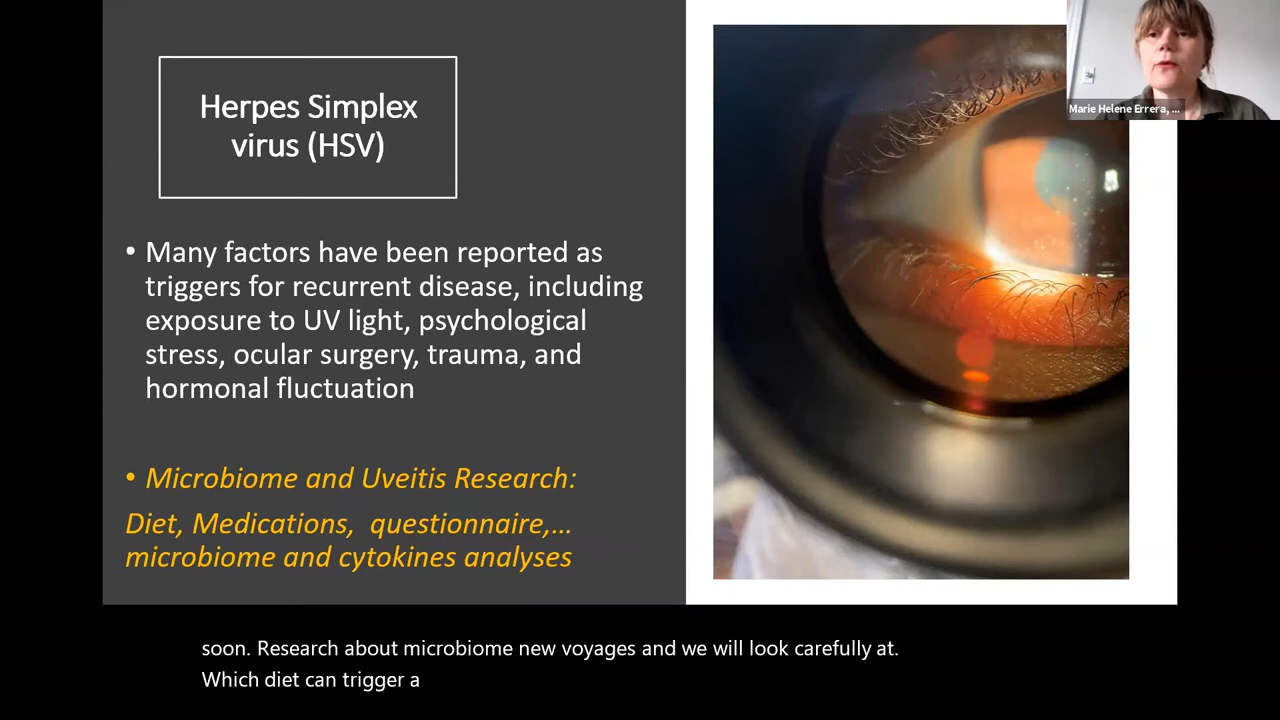 Herpes Simplex
virus (HSV)
• Many factors have been reported as
triggers for recurrent disease, including
exposure to UV light, psychological
stress, ocular surgery, trauma, and
hormonal fluctuation
• Microbiome and Uveitis Research:
Diet, Medications,  questionnaire,…
microbiome and cytokines analyses
Marie Helene Errera, ...
soon. Research about microbiome new voyages and we will look carefully at.
Which diet can trigger a